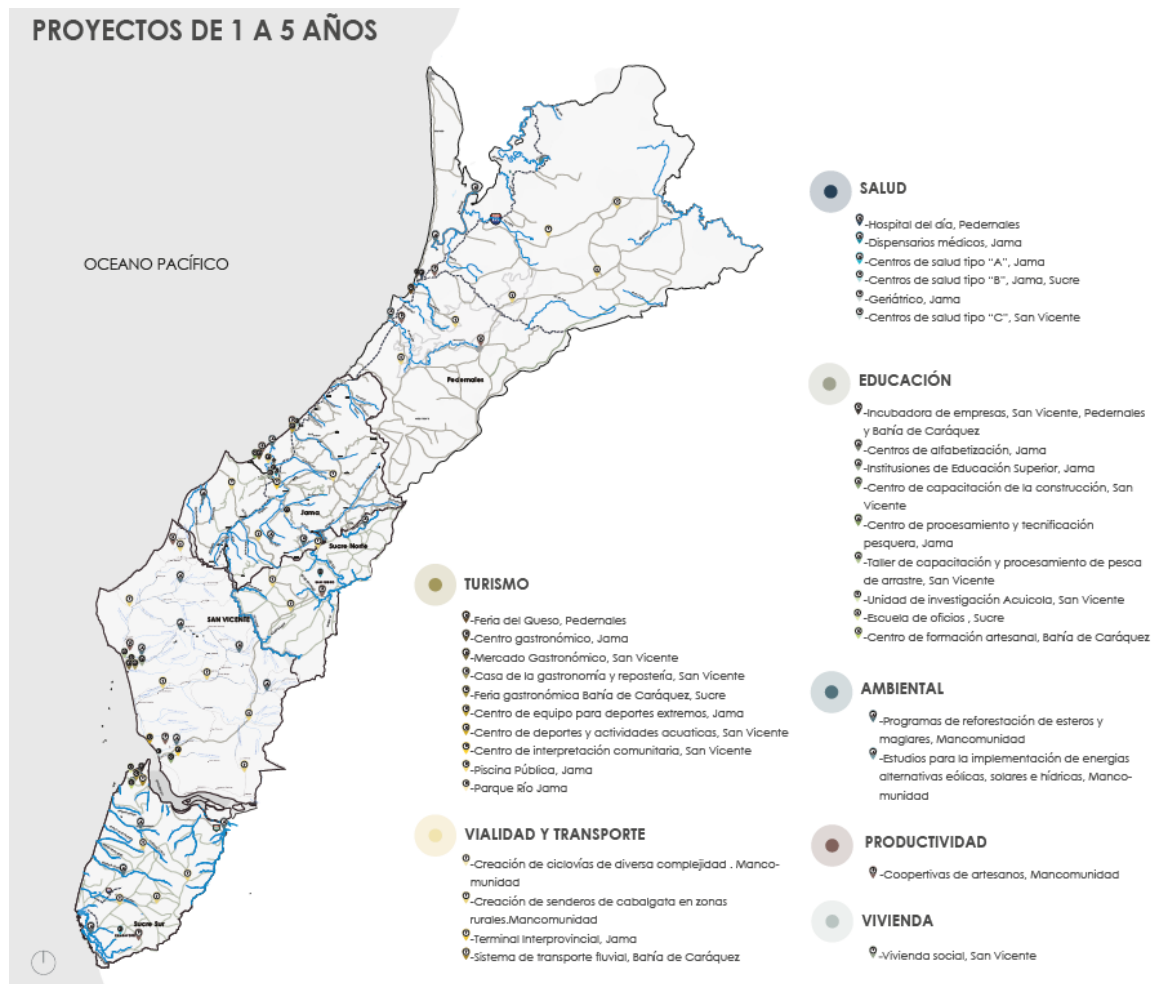 PROYECTOS DE 1 A 5 AÑOS
OCEANO PACÍFICO
Pedernales
Jama
Sucre Norte
SAN VICENTE
Sucre Sur
SALUD
-Hospital del día, Pedernales
-Dispensarios médicos, Jama
-Centros de salud tipo "A", Jama
-Centros de salud tipo "B", Jama, Sucre
-Geriátrico, Jama
-Centros de salud tipo "C", San Vicente
EDUCACIÓN
-Incubadora de empresas, San Vicente, Pedernales
y Bahía de Caráquez
-Centros de alfabetización, Jama
-Institusiones de Educación Superior, Jama
-Centro de capacitación de la construcción, San
Vicente
-Centro de procesamiento y tecnificación
pesquera, Jama
-Taller de capacitación y procesamiento de pesca
de arrastre, San Vicente
-Unidad de investigación Acuicola, San Vicente
-Escuela de oficios , Sucre
-Centro de formación artesanal, Bahía de Caráquez
TURISMO
-Feria del Queso, Pedernales
-Centro gastronómico, Jama
-Mercado Gastronómico, San Vicente
-Casa de la gastronomía y repostería, San Vicente
-Feria gastronómica Bahía de Caráquez, Sucre
-Centro de equipo para deportes extremos, Jama
-Centro de deportes y actividades acuaticas, San Vicente
-Centro de interpretación comunitaria, San Vicente
-Piscina Pública, Jama
-Parque Río Jama
VIALIDAD Y TRANSPORTE
-Creación de ciclovías de diversa complejidad . Manco-
munidad
-Creación de senderos de cabalgata en zonas
rurales.Mancomunidad
-Terminal Interprovincial, Jama
-Sistema de transporte fluvial, Bahía de Caráquez
AMBIENTAL
-Programas de reforestación de esteros y
maglares, Mancomunidad
-Estudios para la implementación de energias
alternativas eólicas, solares e hídricas, Manco-
munidad
PRODUCTIVIDAD
-Coopertivas de artesanos, Mancomunidad
VIVIENDA
-Vivienda social, San Vicente